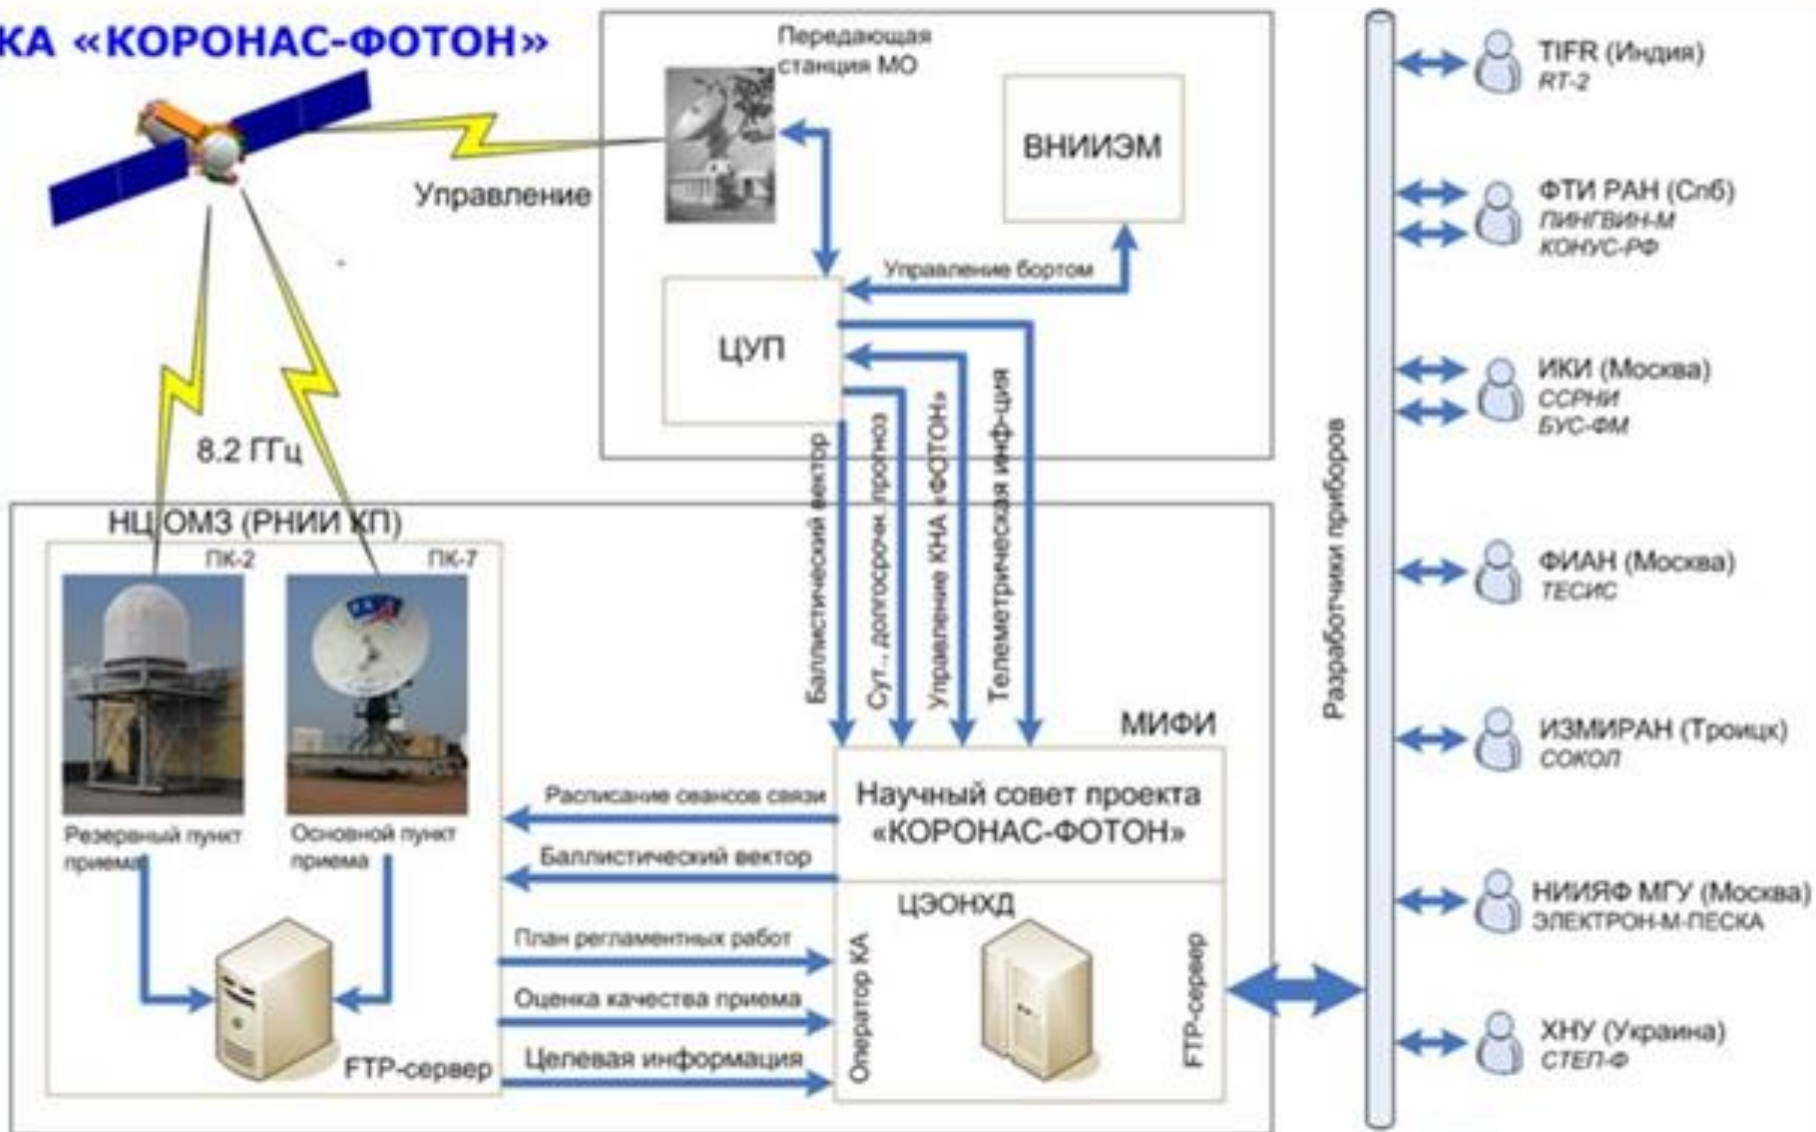 КА «КОРОНАС-ФОТОН»
Передающая
станция МО
ВНИИЭМ
Управление
Управление бортом
ЦУП
8.2 ГГц
Баллистический вектор
Сут., долгосрочн. прогноз
Управление КНА «ФОТОН»
Телеметрическая инф-ция
НЦ ОМЗ (РНИИ КП)
ПК-2
ПК-7
Резервный пункт
приема
Основной пункт
приема
FTP-сервер
МИФИ
Научный совет проекта
«КОРОНАС-ФОТОН»
Расписание сеансов связи
Баллистический вектор
ЦЭОНХД
План регламентных работ
Оценка качества приема
Целевая информация
Оператор КА
FTP-сервер
Разработчики приборов
TIFR (Индия)
RT-2
ФТИ РАН (Спб)
ПИНГВИН-М
КОНУС-РФ
ИКИ (Москва)
ССРНИ
БУС-ФМ
ФИАН (Москва)
ТЕСИС
ИЗМИРАН (Троицк)
СОКОЛ
НИИЯФ МГУ (Москва)
ЭЛЕКТРОН-М-ПЕСКА
ХНУ (Украина)
СТЕП-Ф